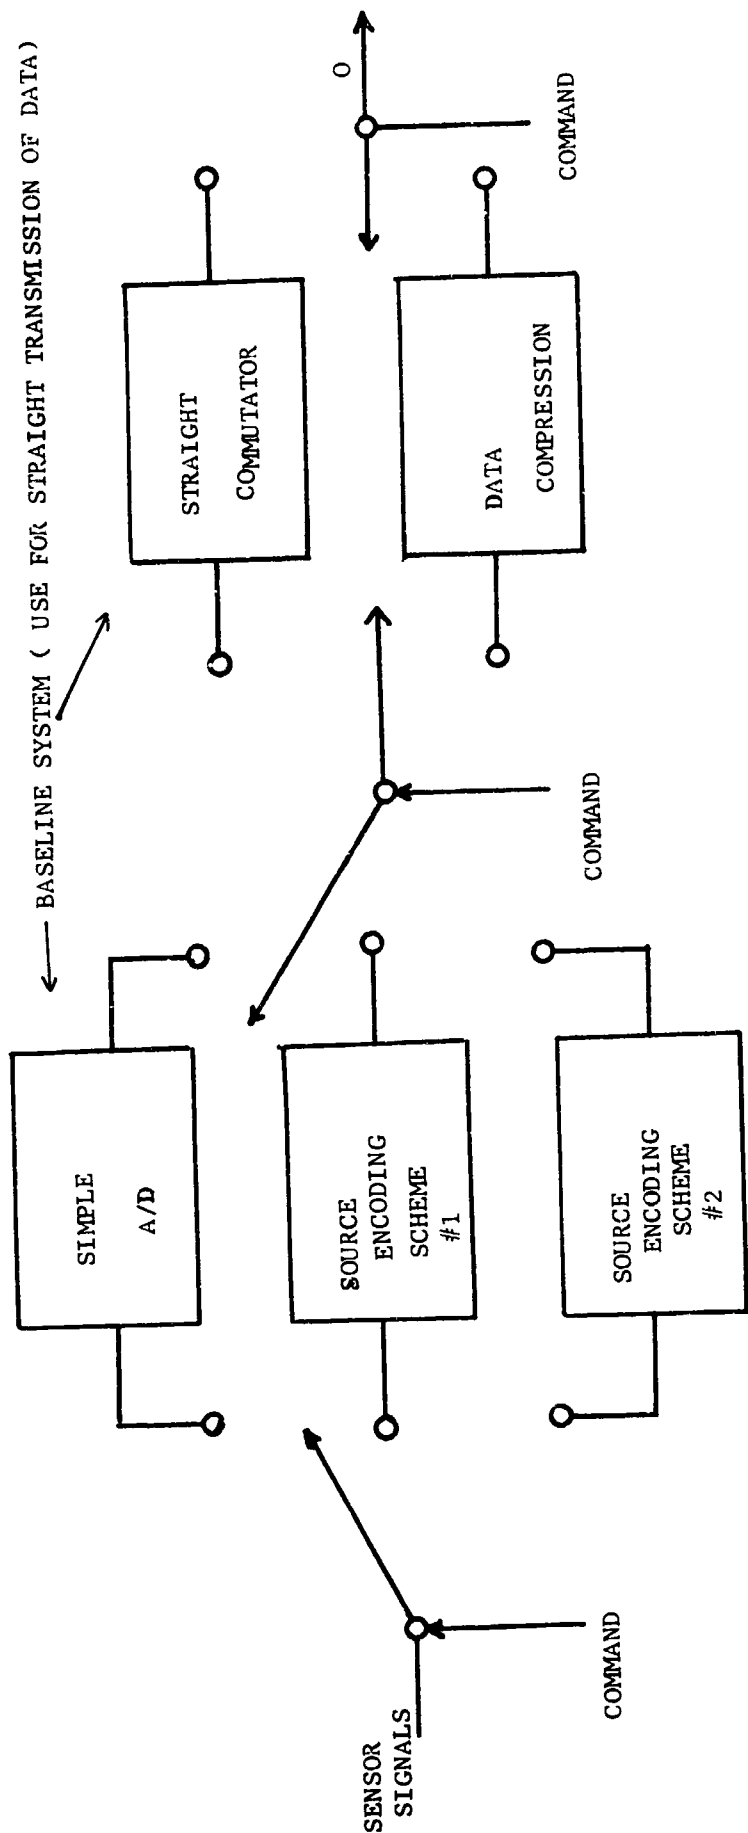 BASELINE SYSTEM ( USE FOR STRAIGHT TRANSMISSION OF DATA)
SIMPLE
A/D
SOURCE
ENCODING
SCHEME
#1
SOURCE
ENCODING
SCHEME
#2
STRAIGHT
COMMUTATOR
DATA
COMPRESSION
SENSOR
SIGNALS
COMMAND
COMMAND
COMMAND
O